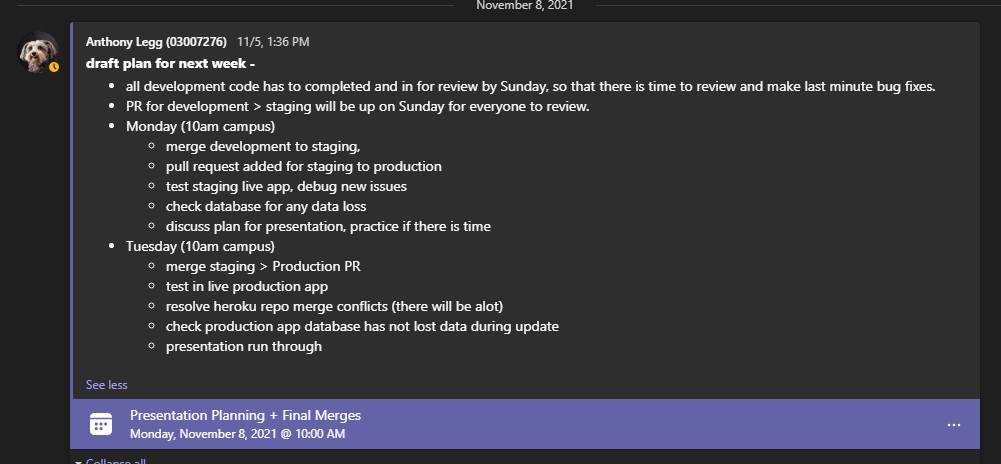 November 8, 2021
Anthony Legg (03007276) 11/5, 1:36 PM
draft plan for next week -
all development code has to completed and in for review by Sunday, so that there is time to review and make last minute bug fixes.
PR for development > staging will be up on Sunday for everyone to review.
Monday (10am campus)
merge development to staging,
pull request added for staging to production
test staging live app, debug new issues
check database for any data loss
discuss plan for presentation, practice if there is time
Tuesday (10am campus)
merge staging > Production PR
test in live production app
resolve heroku repo merge conflicts (there will be alot)
check production app database has not lost data during update
presentation run through
See less
Presentation Planning + Final Merges
Monday, November 8, 2021 @ 10:00 AM
Collapse all